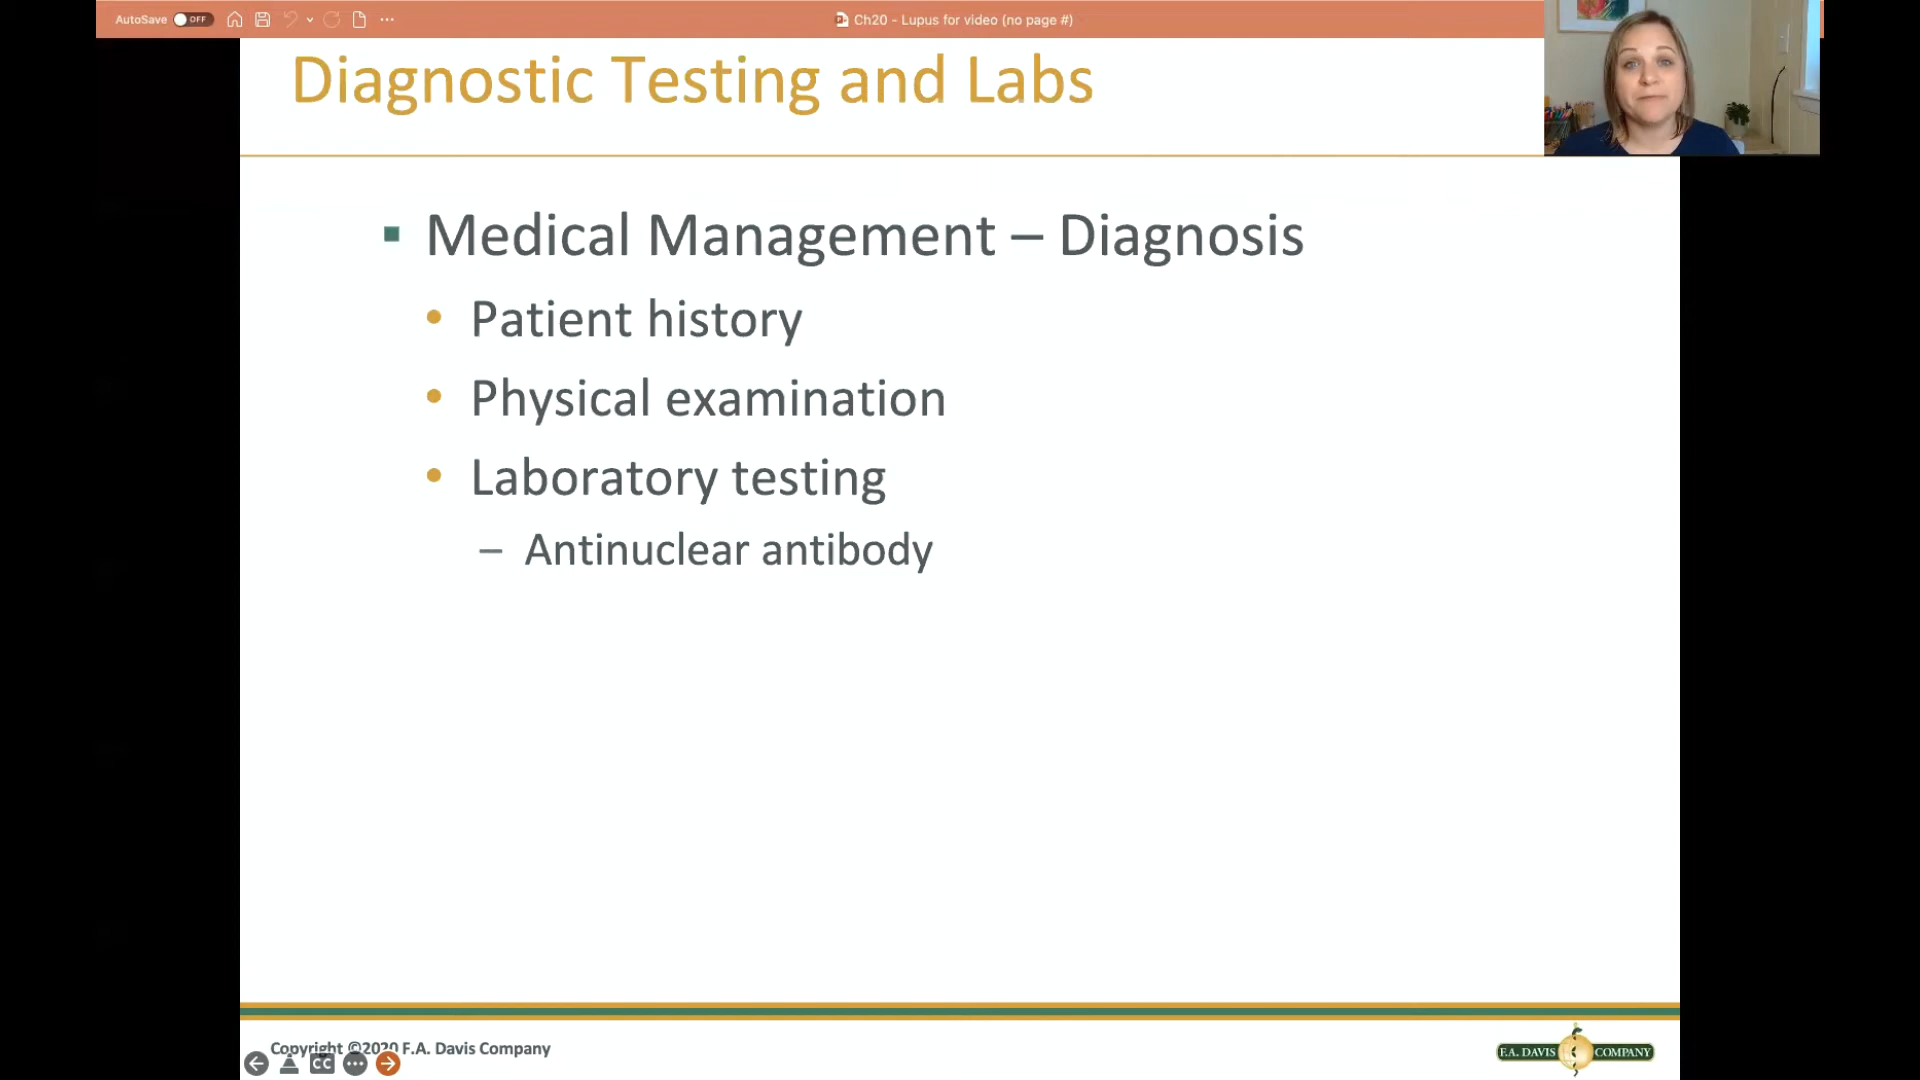 AutoSave OFF
Ch20 - Lupus for video (no page #)
Diagnostic Testing and Labs
▪ Medical Management – Diagnosis
• Patient history
• Physical examination
• Laboratory testing
– Antinuclear antibody
Copyright ©2020 F.A. Davis Company
CC
F.A. DAVIS COMPANY